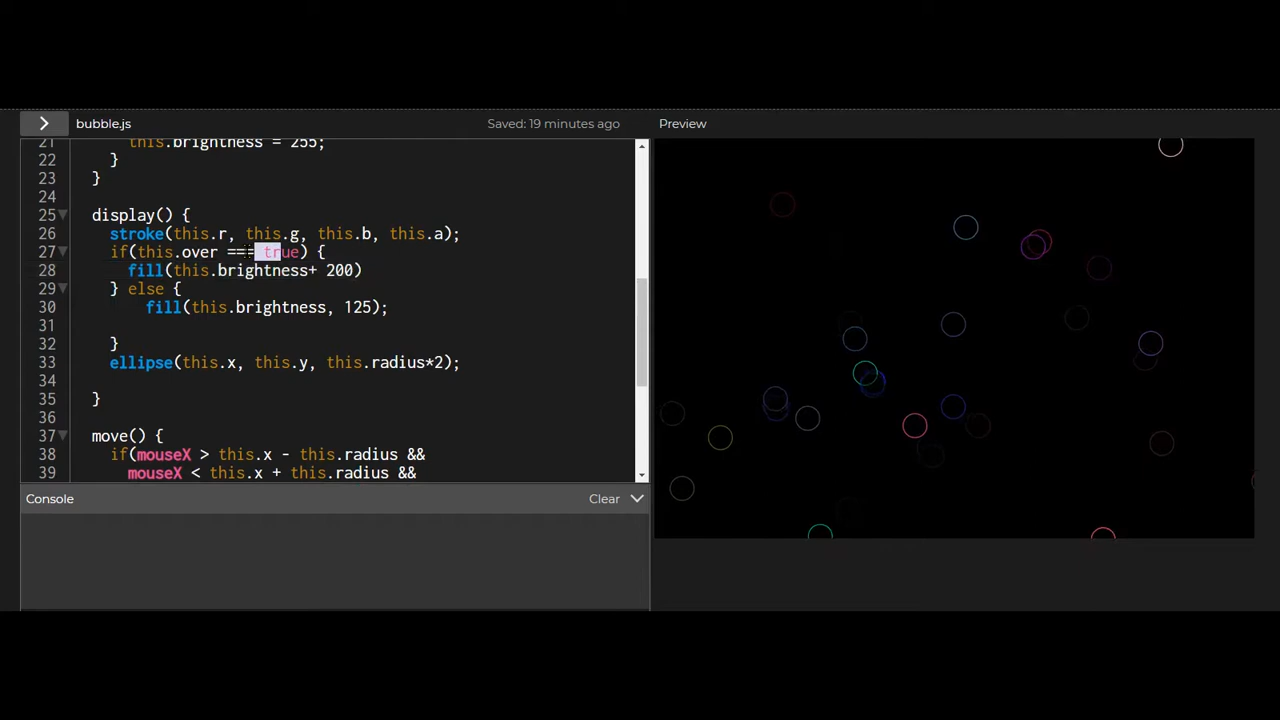 bubble.js
Saved: 19 minutes ago
Preview
21 this.brightness = 255;
22 }
23 }
24
25 display() {
26 stroke(this.r, this.g, this.b, this.a);
27 if(this.over === true) {
28 fill(this.brightness+ 200)
29 } else {
30 fill(this.brightness, 125);
31
32 }
33 ellipse(this.x, this.y, this.radius*2);
34
35 }
36
37 move() {
38 if(mouseX > this.x - this.radius &&
39 mouseX < this.x + this.radius &&
Console
Clear